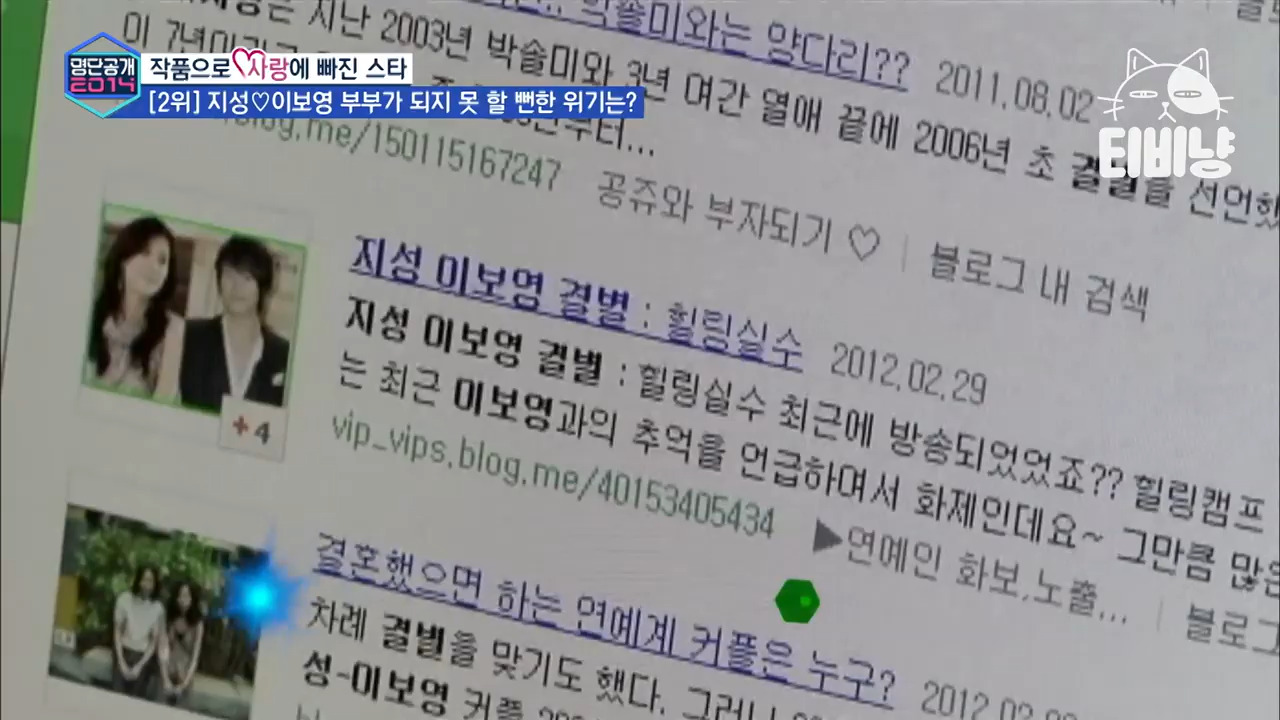 명단공개 2014
작품으로 사랑에 빠진 스타
[2위] 지성♡이보영 부부가 되지 못 할 뻔한 위기는?
티비냥
박솔미와는 양다리?? 2011.08.02
은 지난 2003년 박솔미와 3년 여간 열애 끝에 2006년 초 결별을 선언했
부터...
blog.me/150115167247 공쥬와 부자되기 ♡ 블로그 내 검색
지성 이보영 결별 : 힐링실수 2012.02.29
지성 이보영 결별 : 힐링실수 최근에 방송되었었죠?? 힐링캠프
는 최근 이보영과의 추억을 언급하여서 화제인데요~ 그만큼 많은
vip_vips.blog.me/40153405434 ▶연예인 화보,노출... 블로그
+4
결혼했으면 하는 연예계 커플은 누구? 2012.02
차례 결별을 맞기도 했다. 그러나
성-이보영 커플